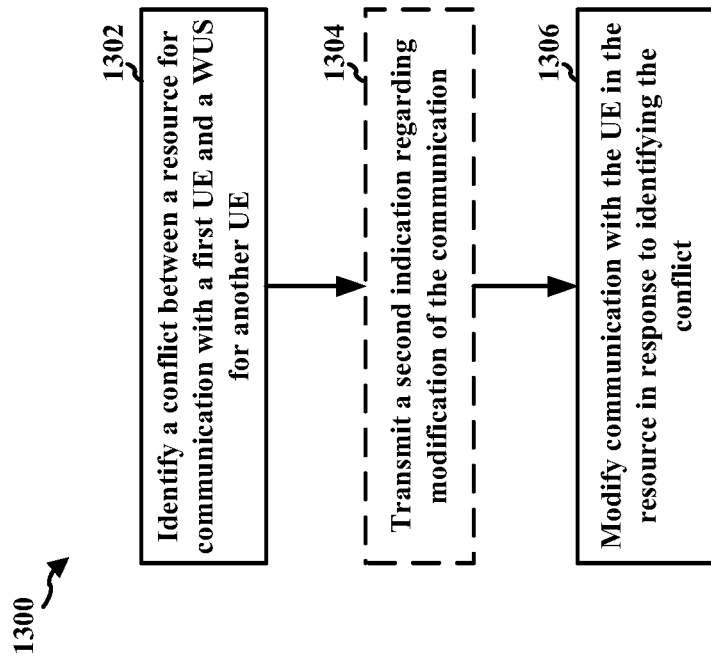 1300
1302
Identify a conflict between a resource for
communication with a first UE and a WUS
for another UE
1304
Transmit a second indication regarding
modification of the communication
1306
Modify communication with the UE in the
resource in response to identifying the
conflict